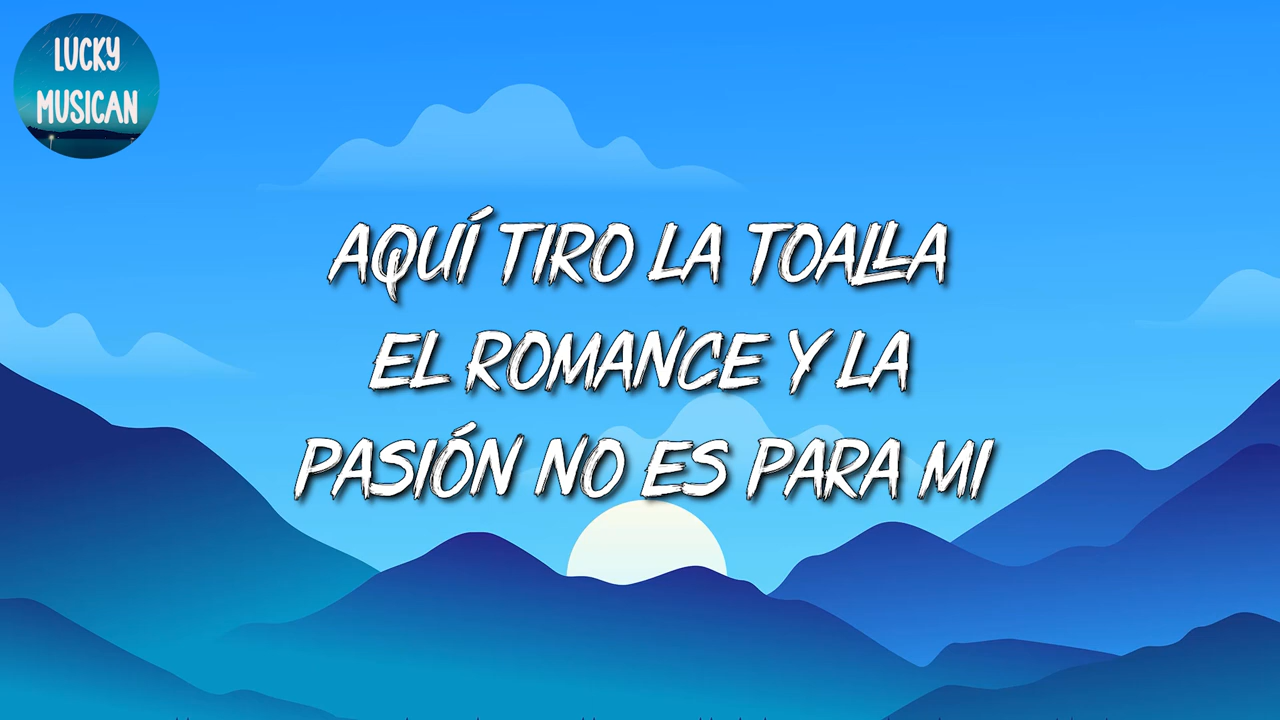 LUCKY
MUSICAN
AQUÍ TIRO LA TOALLA
EL ROMANCE Y LA
PASIÓN NO ES PARA MI